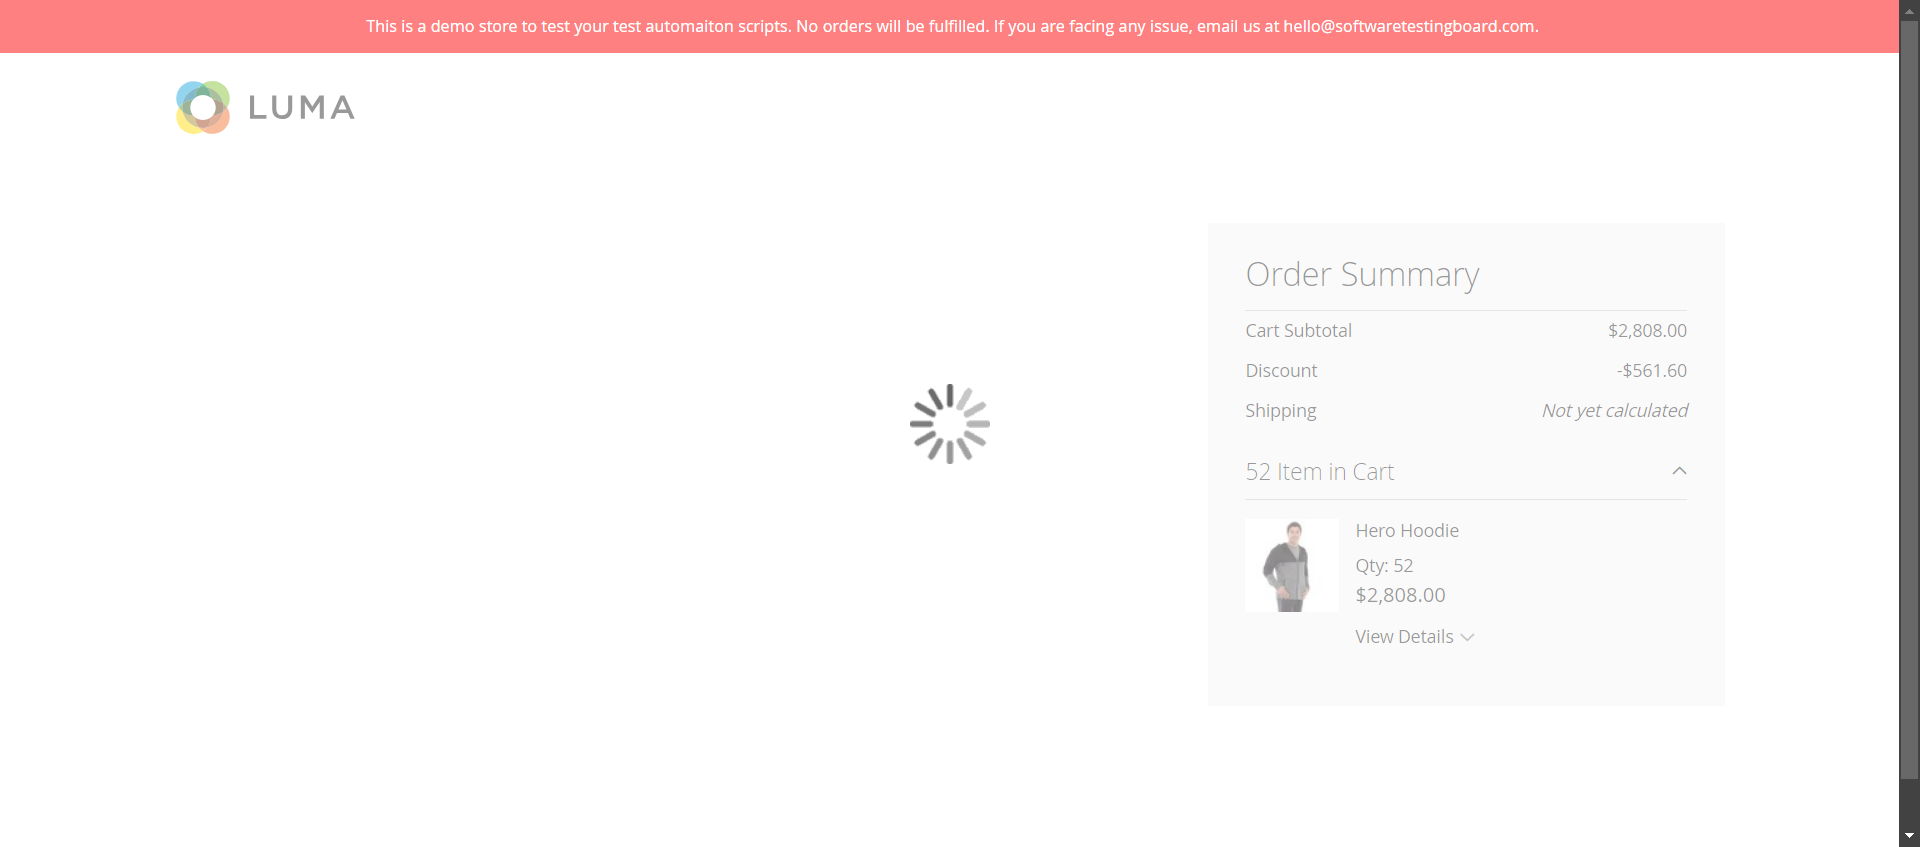 This is a demo store to test your test automaiton scripts. No orders will be fulfilled. If you are facing any issue, email us at hello@softwaretestingboard.com.
LUMA
Order Summary
Cart Subtotal $2,808.00
Discount -$561.60
Shipping Not yet calculated
52 Item in Cart
Hero Hoodie
Qty: 52
$2,808.00
View Details